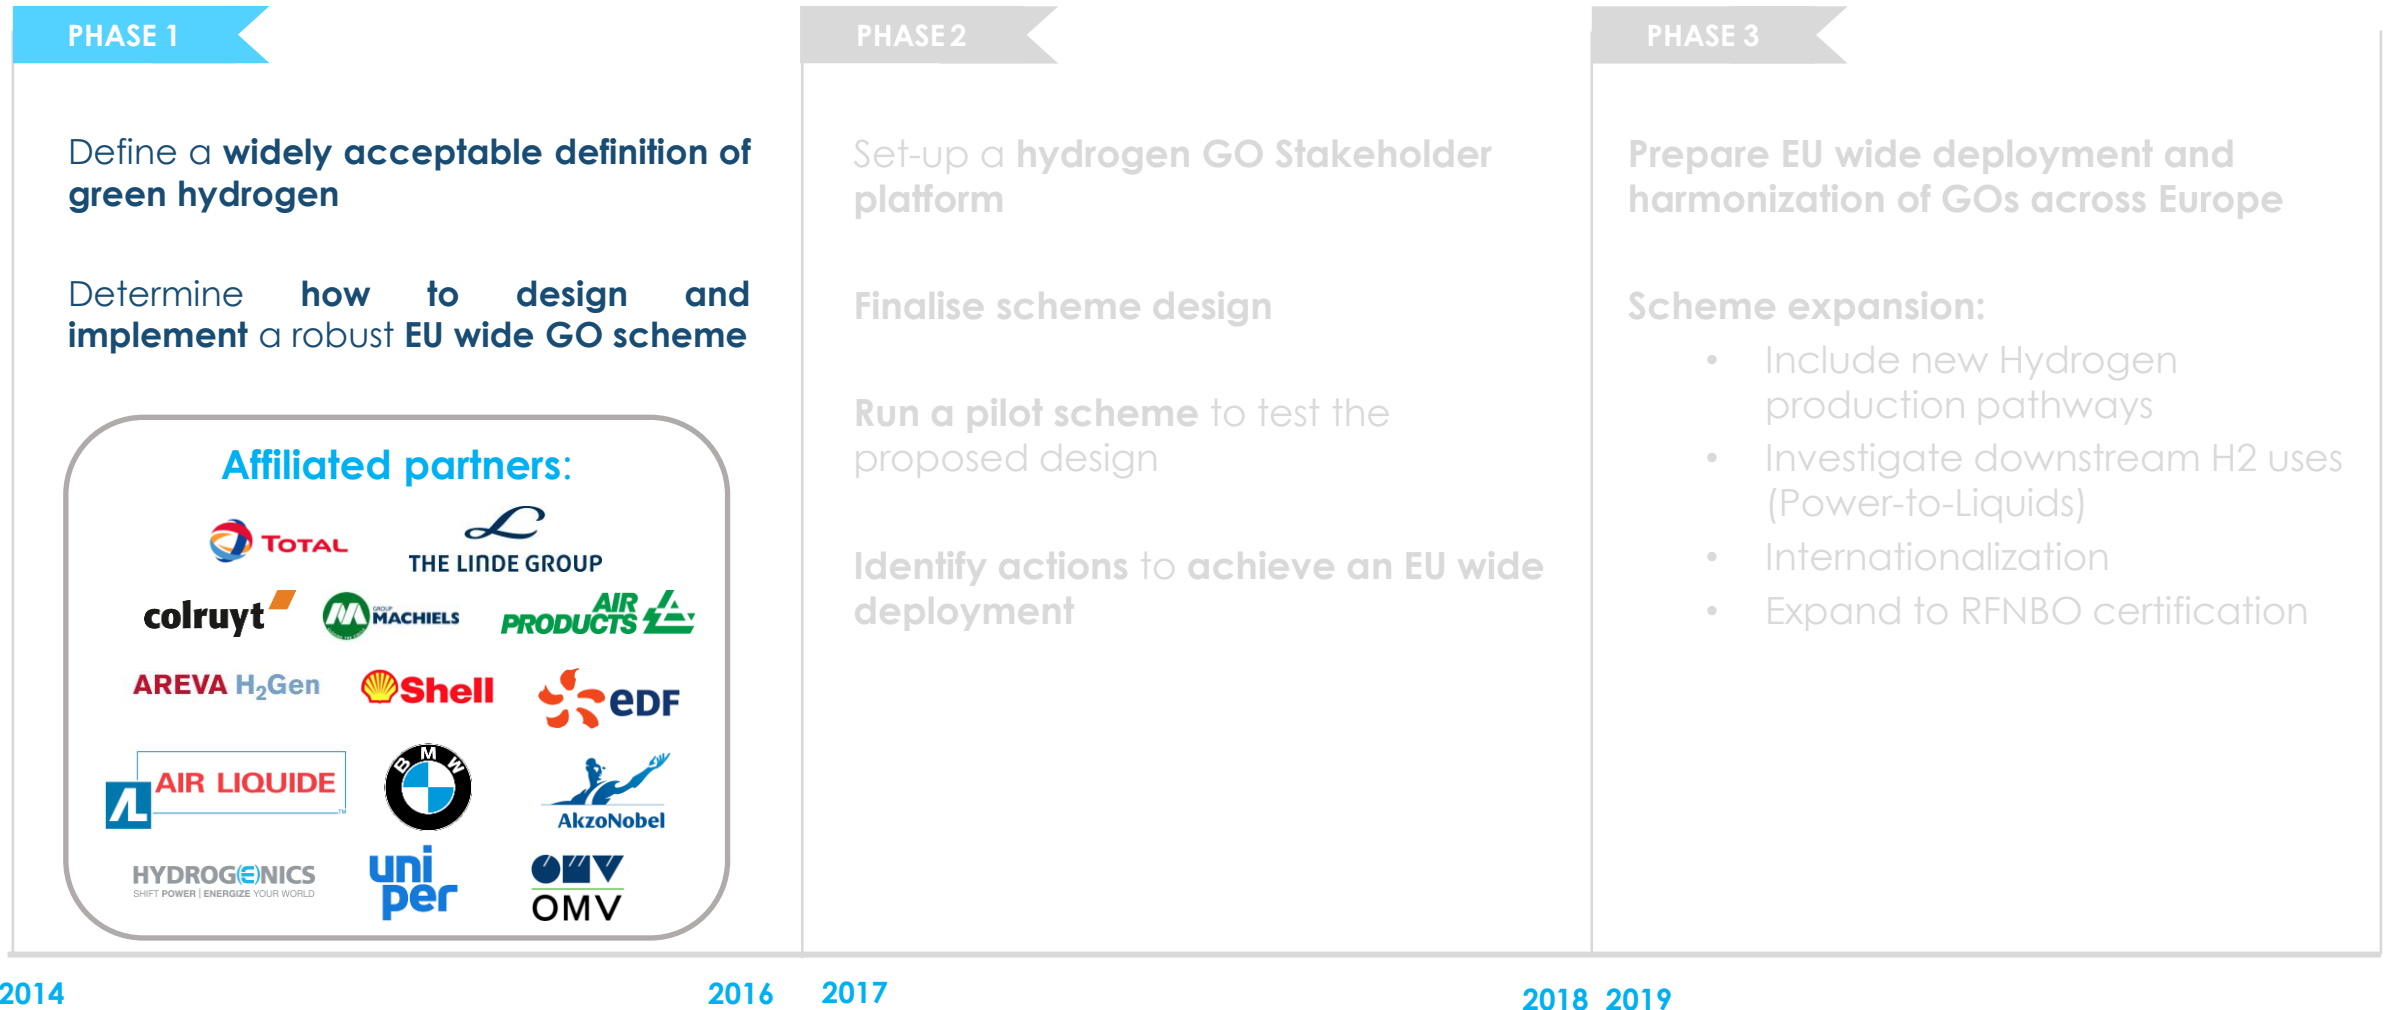 PHASE 1
Define a widely acceptable definition of
green hydrogen
Determine how to design and
implement a robust EU wide GO scheme
Affiliated partners:
TOTAL
THE LINDE GROUP
colruyt
GROUP
MACHIELS
AIR
PRODUCTS
AREVA H₂Gen
Shell
eDF
AIR LIQUIDE
TM
AL
BMW
AkzoNobel
HYDROGENICS
SHIFT POWER | ENERGIZE YOUR WORLD
uni
per
OMV
OMV
PHASE 2
Set-up a hydrogen GO Stakeholder
platform
Finalise scheme design
Run a pilot scheme to test the
proposed design
Identify actions to achieve an EU wide
deployment
PHASE 3
Prepare EU wide deployment and
harmonization of GOs across Europe
Scheme expansion:
• Include new Hydrogen
production pathways
• Investigate downstream H2 uses
(Power-to-Liquids)
• Internationalization
• Expand to RFNBO certification
2014
2016
2017
2018
2019